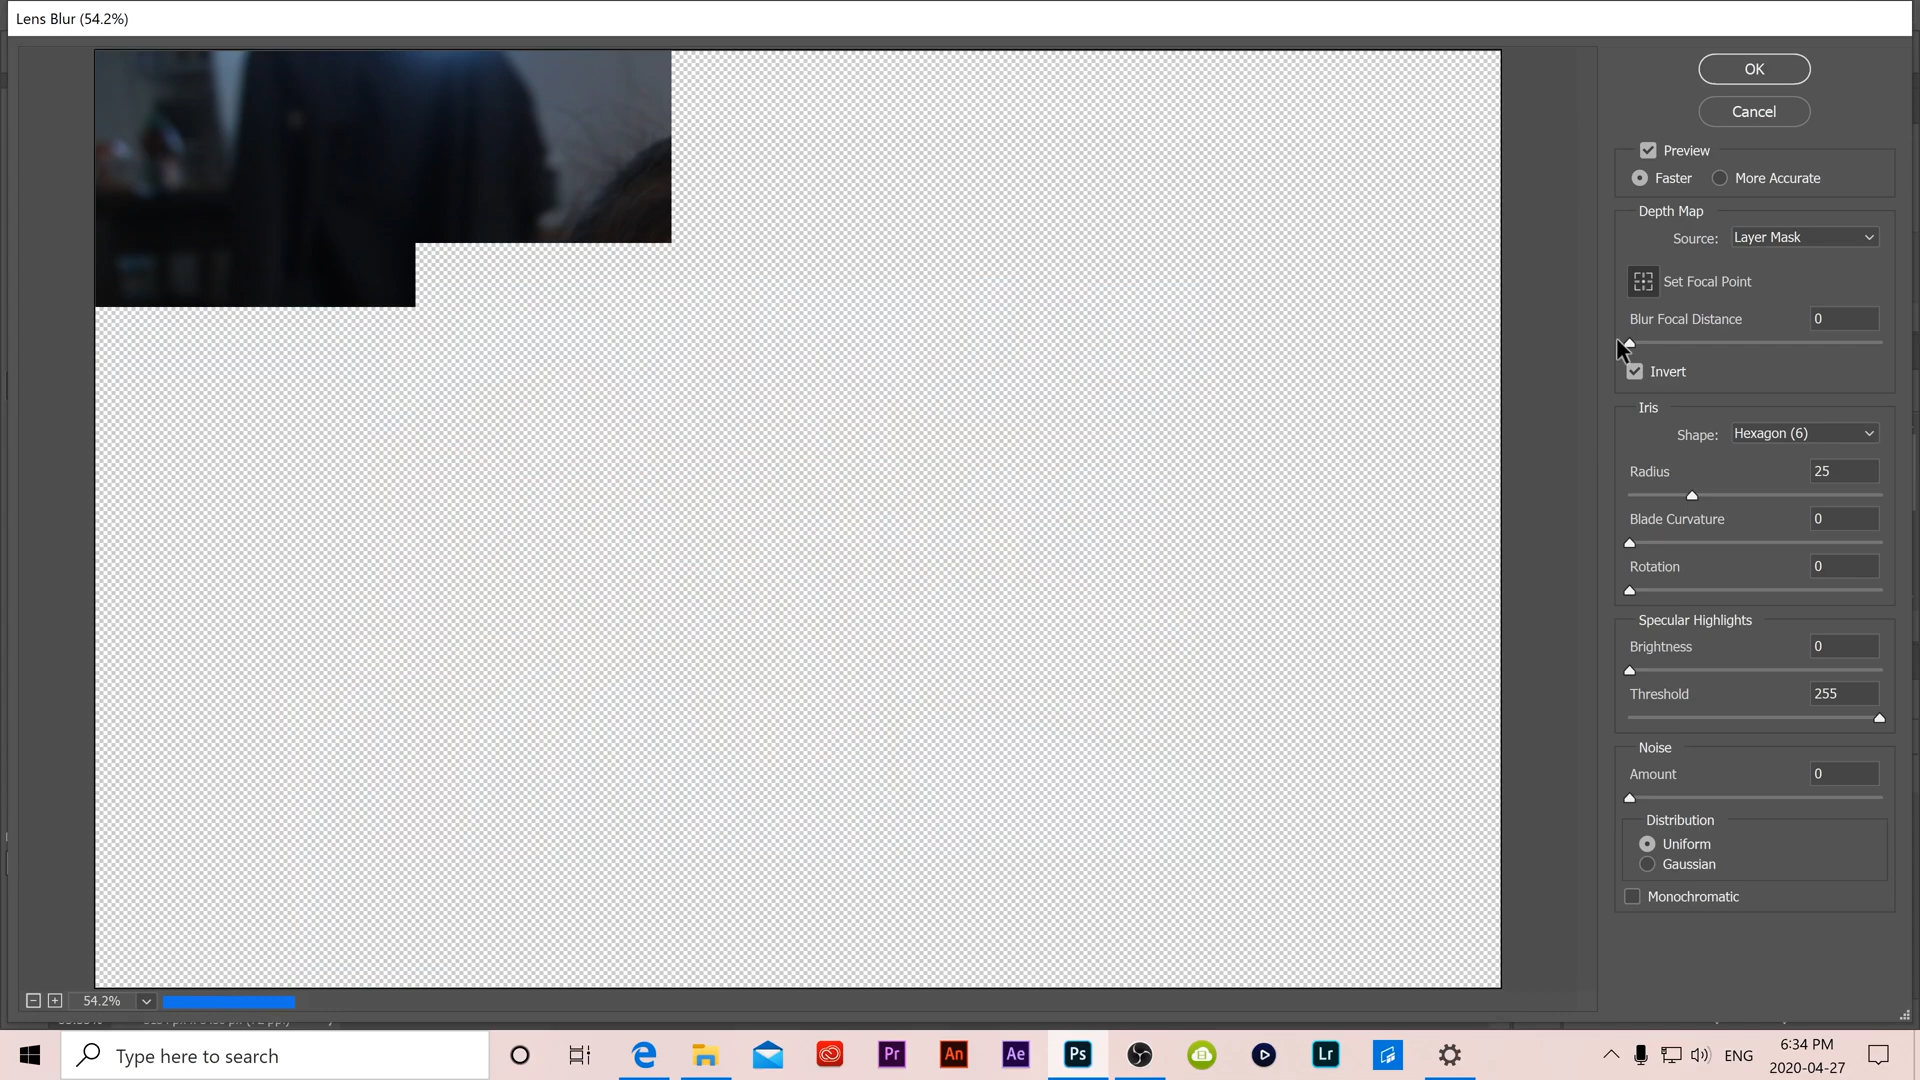 Lens Blur (54.2%)
OK
Cancel
Preview
Faster
More Accurate
Depth Map
Source: Layer Mask
Set Focal Point
Blur Focal Distance 0
Invert
Iris
Shape: Hexagon (6)
Radius 25
Blade Curvature 0
Rotation 0
Specular Highlights
Brightness 0
Threshold 255
Noise
Amount 0
Distribution
Uniform
Gaussian
Monochromatic
54.2%
Type here to search
Pr
An
Ae
Ps
Lr
ENG
6:34 PM
2020-04-27